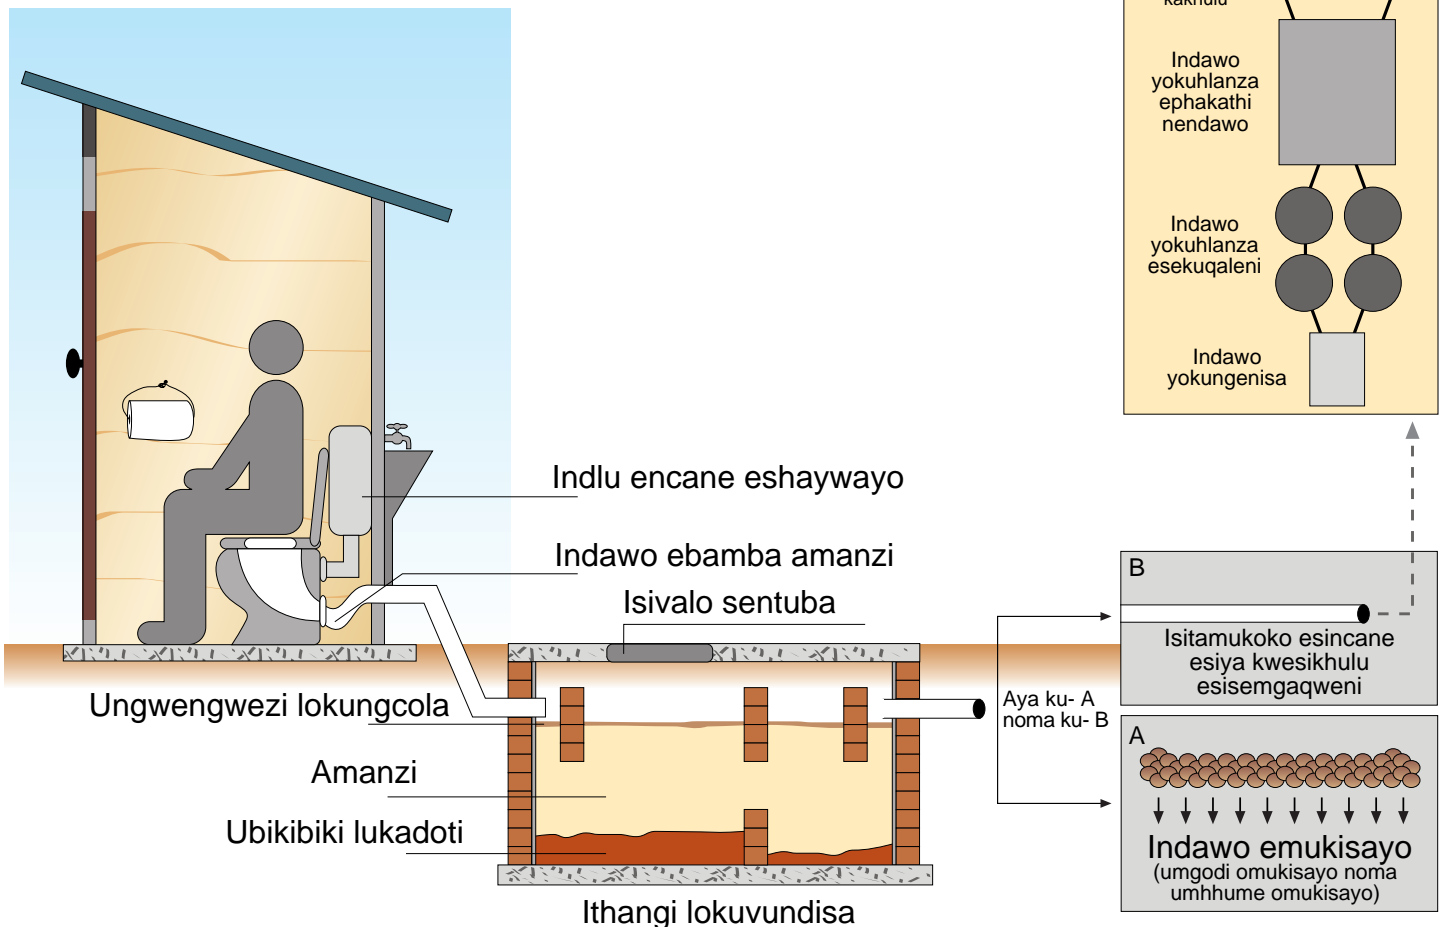 kakhulu
Indawo
yokuhlanza
ephakathi
nendawo
Indawo
yokuhlanza
esekuqaleni
Indawo
yokungenisa
Indlu encane eshaywayo
Indawo ebamba amanzi
Isivalo sentuba
Ungwengwezi lokungcola
Amanzi
Ubikibiki lukadoti
Ithangi lokuvundisa
Aya ku- A
noma ku- B
B
Isitamukoko esincane
esiya kwesikhulu
esisemgaqweni
A
Indawo emukisayo
(umgodi omukisayo noma
umhhume omukisayo)